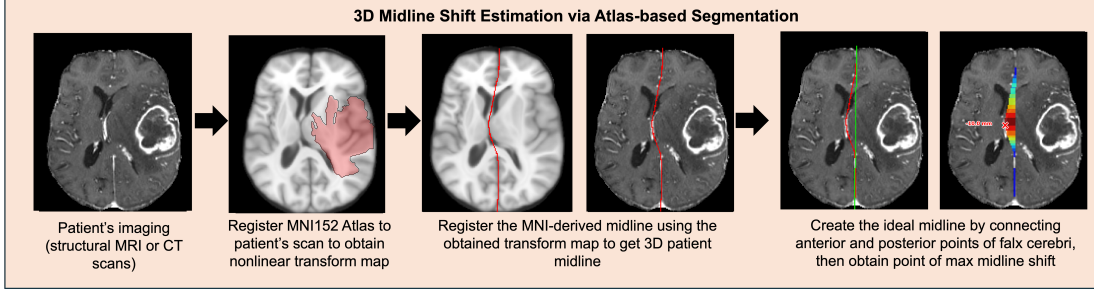 3D Midline Shift Estimation via Atlas-based Segmentation
Patient's imaging
(structural MRI or CT
scans)
Register MNI152 Atlas to
patient's scan to obtain
nonlinear transform map
Register the MNI-derived midline using the
obtained transform map to get 3D patient
midline
Create the ideal midline by connecting
anterior and posterior points of falx cerebri,
then obtain point of max midline shift